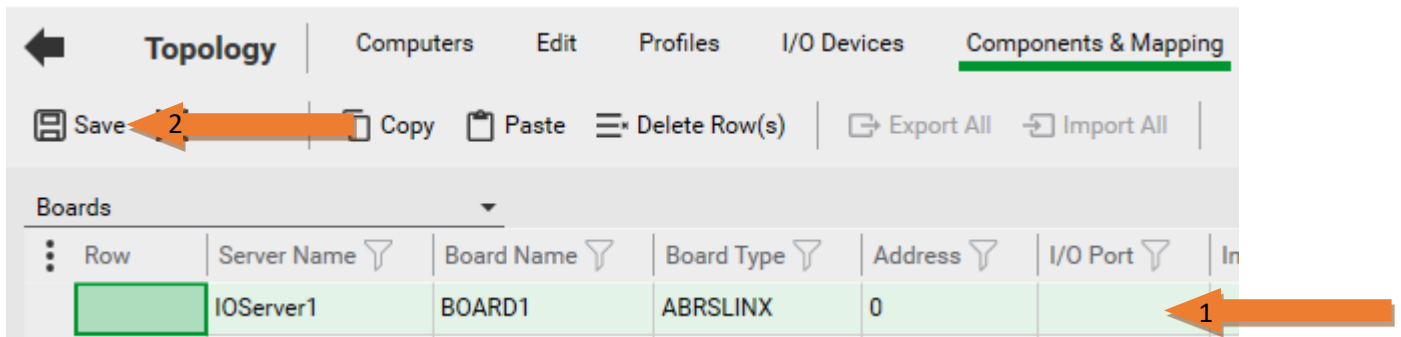 Topology Computers Edit Profiles I/O Devices Components & Mapping
Save 2 Copy Paste Delete Row(s) Export All Import All
Boards
Row Server Name Board Name Board Type Address I/O Port In
IOServer1 BOARD1 ABRSLINX 0 1